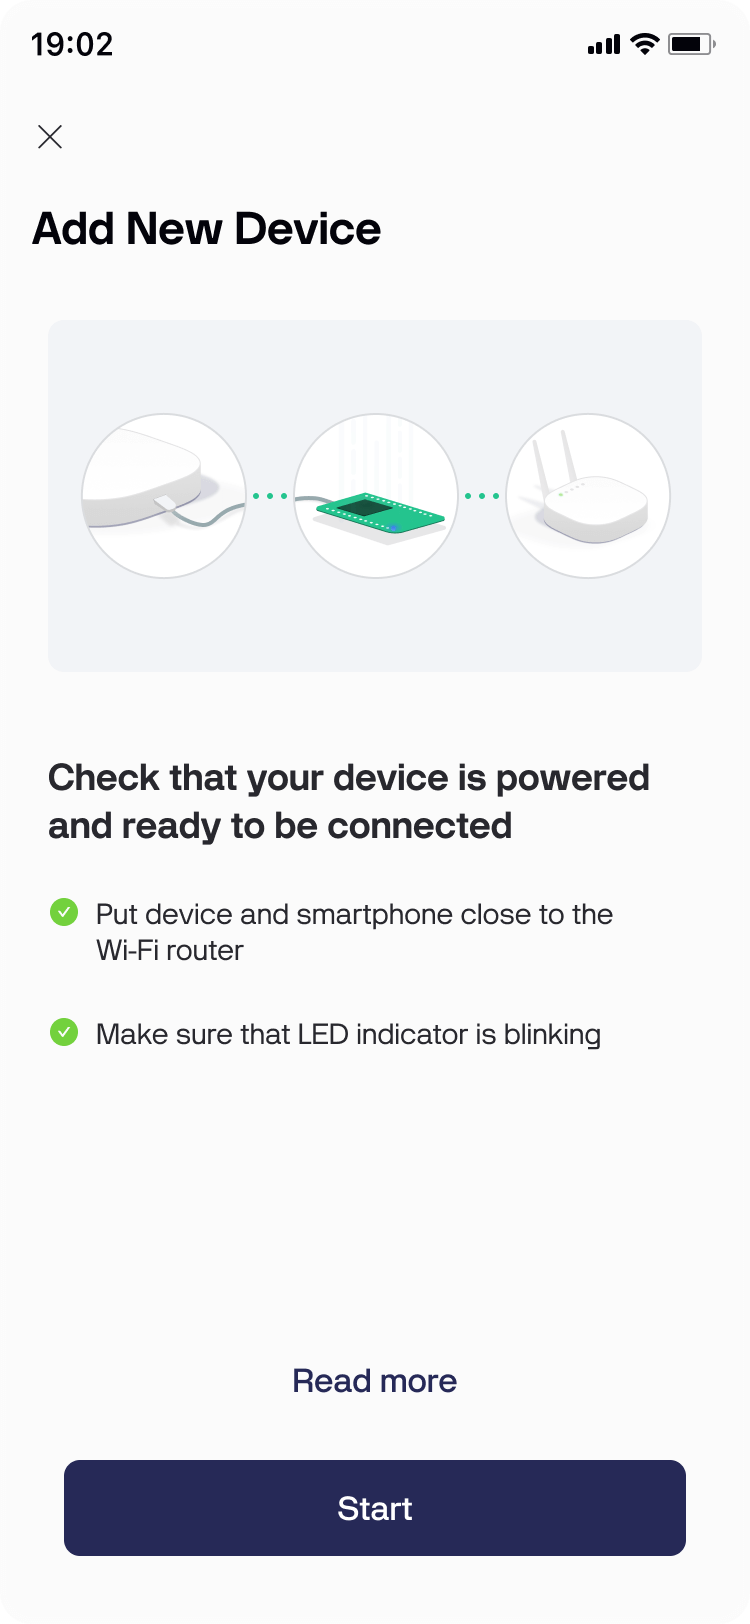 19:02
Add New Device
Check that your device is powered
and ready to be connected
Put device and smartphone close to the
Wi-Fi router
Make sure that LED indicator is blinking
Read more
Start